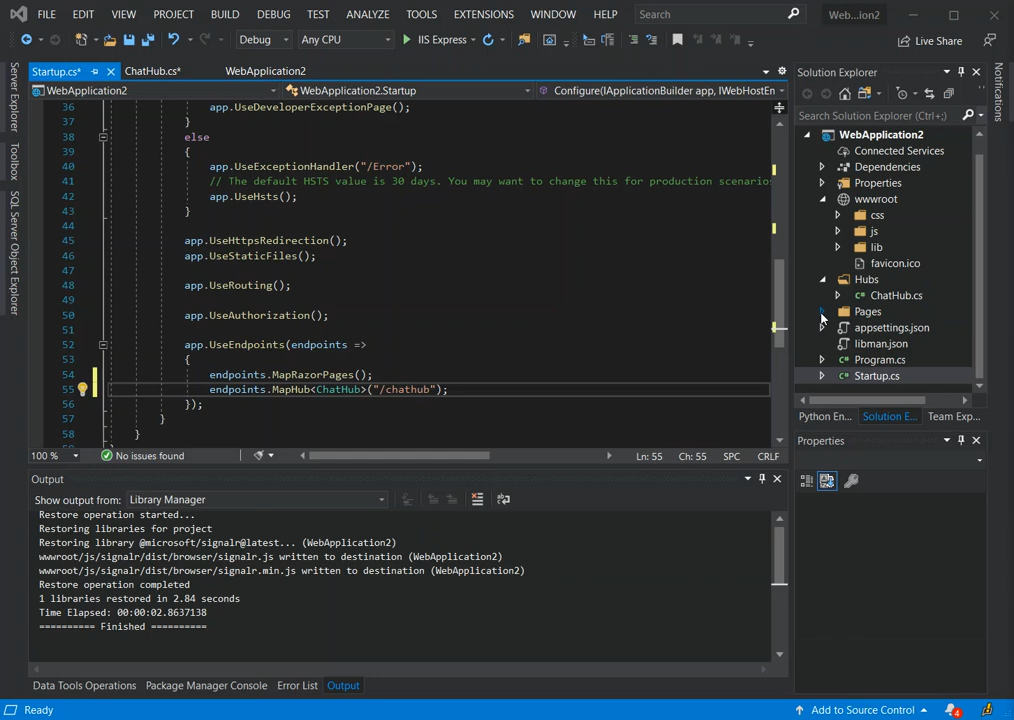 FILE EDIT VIEW PROJECT BUILD DEBUG TEST ANALYZE TOOLS EXTENSIONS WINDOW HELP Search Web...ion2
Debug Any CPU IIS Express Live Share
Server Explorer
Toolbox
SQL Server Object Explorer
Startup.cs* ChatHub.cs* WebApplication2
WebApplication2 WebApplication2.Startup Configure(IApplicationBuilder app, IWebHostEn
36 app.UseDeveloperExceptionPage();
37 }
38 else
39 {
40 app.UseExceptionHandler("/Error");
41 // The default HSTS value is 30 days. You may want to change this for production scenarios
42 app.UseHsts();
43 }
44
45 app.UseHttpsRedirection();
46 app.UseStaticFiles();
47
48 app.UseRouting();
49
50 app.UseAuthorization();
51
52 app.UseEndpoints(endpoints =>
53 {
54 endpoints.MapRazorPages();
55 endpoints.MapHub<ChatHub>("/chathub");
56 });
57 }
58 }
100 % No issues found Ln: 55 Ch: 55 SPC CRLF
Output
Show output from: Library Manager
Restore operation started...
Restoring libraries for project
Restoring library @microsoft/signalr@latest... (WebApplication2)
wwwroot/js/signalr/dist/browser/signalr.js written to destination (WebApplication2)
wwwroot/js/signalr/dist/browser/signalr.min.js written to destination (WebApplication2)
Restore operation completed
1 libraries restored in 2.84 seconds
Time Elapsed: 00:00:02.8637138
========== Finished ==========
Data Tools Operations Package Manager Console Error List Output
Solution Explorer
Search Solution Explorer (Ctrl+;)
WebApplication2
Connected Services
Dependencies
Properties
wwwroot
css
js
lib
favicon.ico
Hubs
ChatHub.cs
Pages
appsettings.json
libman.json
Program.cs
Startup.cs
Python En... Solution E... Team Exp...
Properties
Notifications
Ready Add to Source Control 4